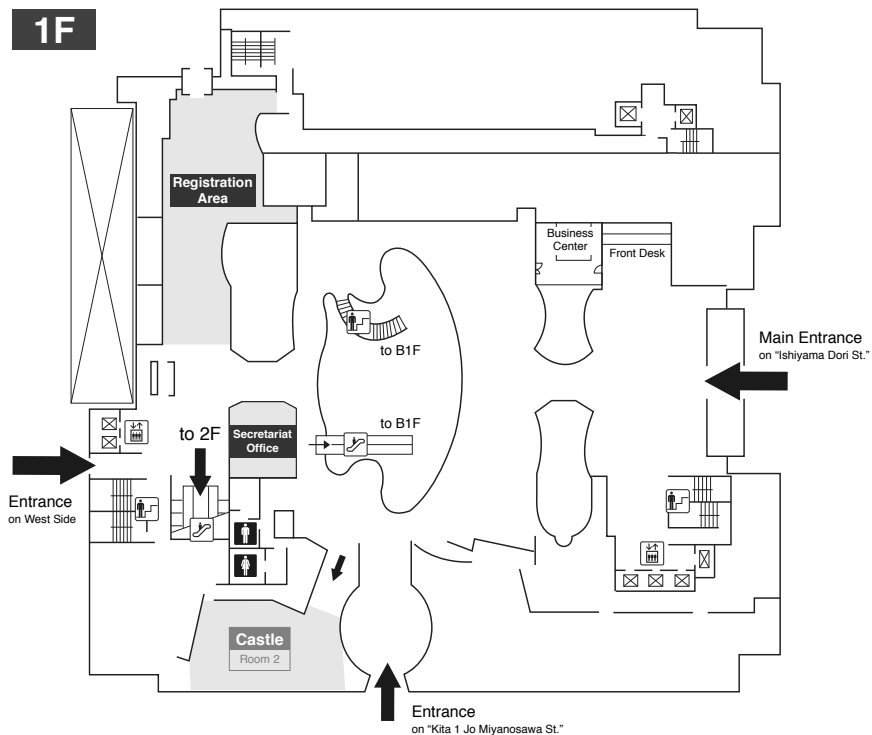 1F
Registration
Area
Business
Center
Front Desk
to B1F
Main Entrance
on “Ishiyama Dori St.”
to B1F
to 2F
Secretariat
Office
Entrance
on West Side
Castle
Room 2
Entrance
on “Kita 1 Jo Miyanosawa St.”